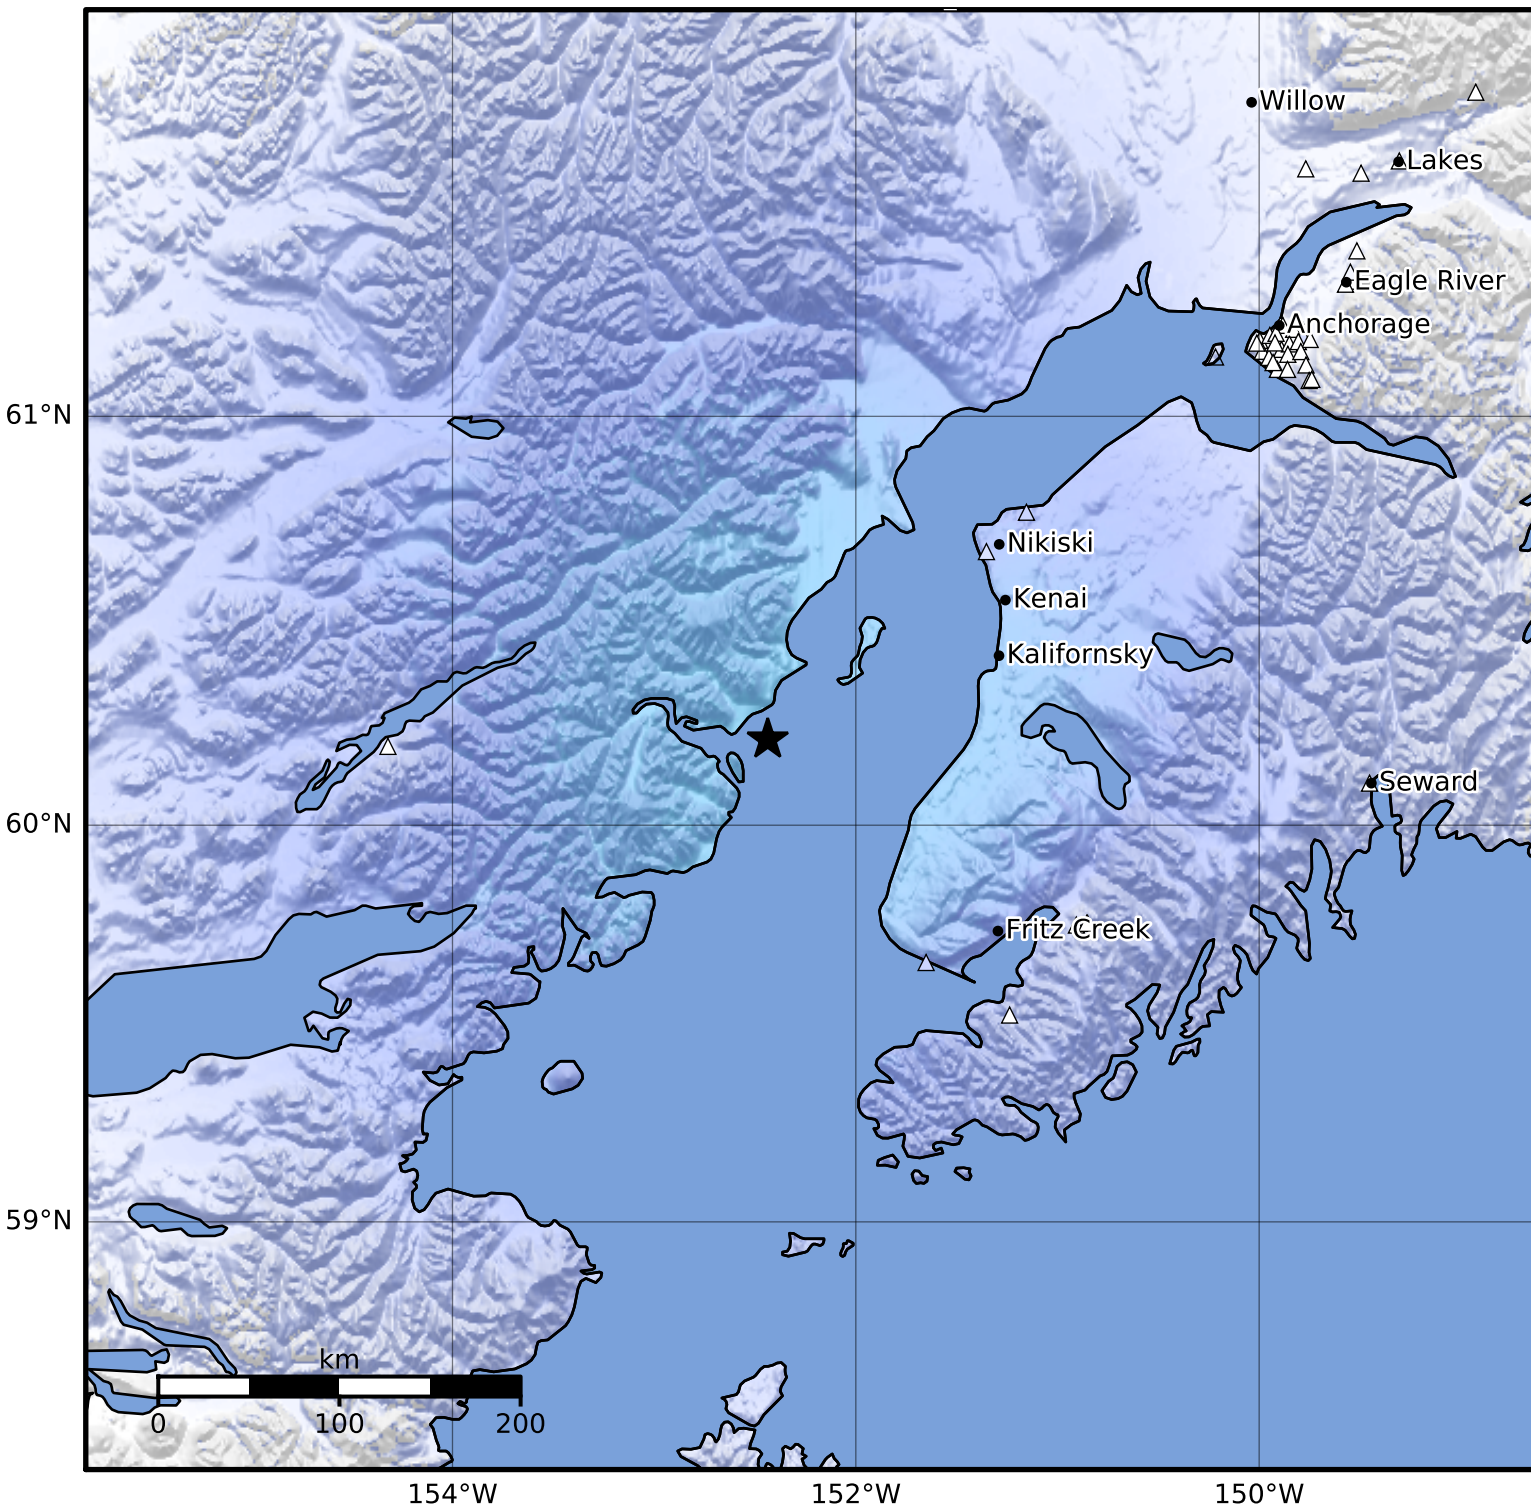 Willow
Lakes
Eagle River
Anchorage
61°N
Nikiski
Kenai
Kalifornsky
Seward
60°N
Fritz Creek
59°N
km
0 100 200
154°W 152°W 150°W